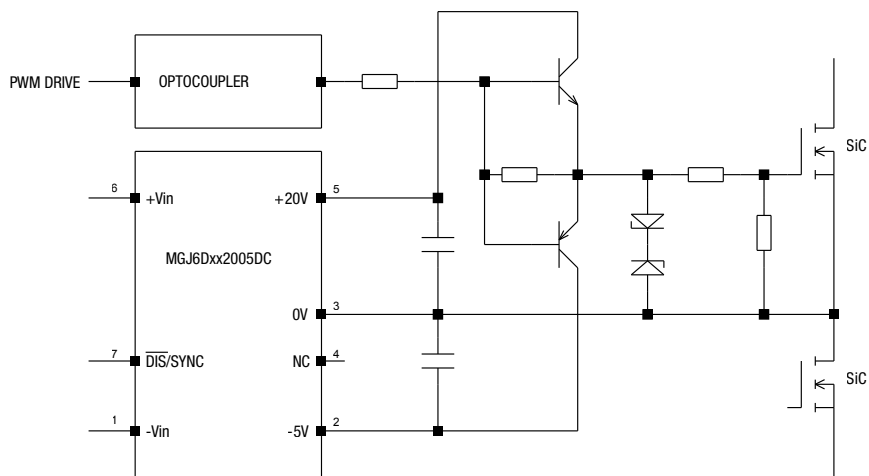 PWM DRIVE
OPTOCOUPLER
SiC
6
+Vin
+20V
5
MGJ6Dxx2005DC
0V
3
7
DIS/SYNC
NC
4
SiC
1
-Vin
-5V
2